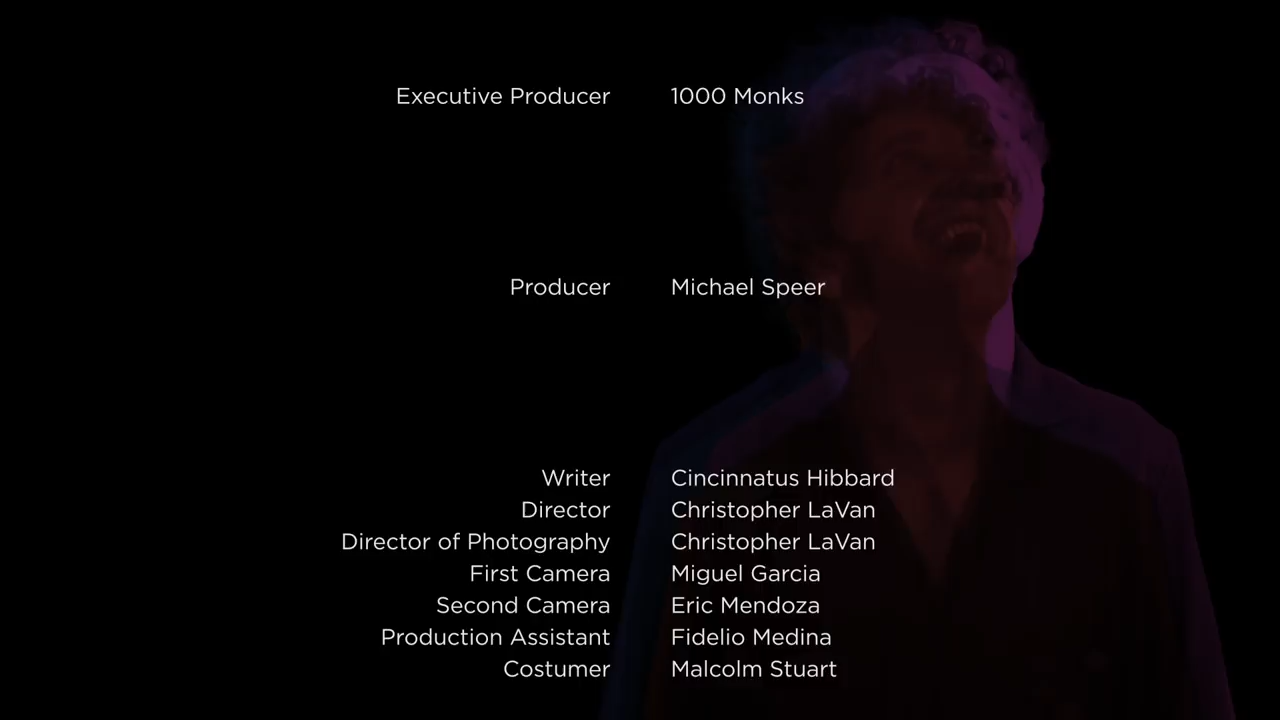 Executive Producer 1000 Monks
Producer Michael Speer
Writer Cincinnatus Hibbard
Director Christopher LaVan
Director of Photography Christopher LaVan
First Camera Miguel Garcia
Second Camera Eric Mendoza
Production Assistant Fidelio Medina
Costumer Malcolm Stuart